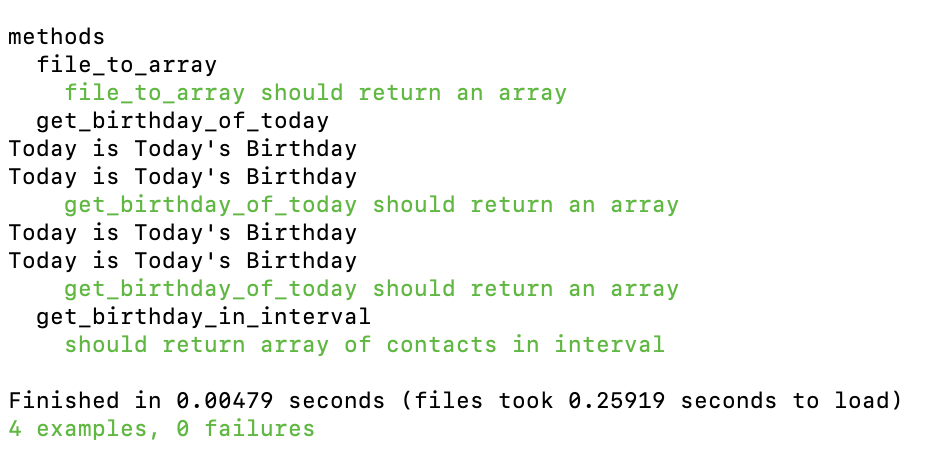 methods
  file_to_array
    file_to_array should return an array
  get_birthday_of_today
Today is Today's Birthday
Today is Today's Birthday
    get_birthday_of_today should return an array
Today is Today's Birthday
Today is Today's Birthday
    get_birthday_of_today should return an array
  get_birthday_in_interval
    should return array of contacts in interval

Finished in 0.00479 seconds (files took 0.25919 seconds to load)
4 examples, 0 failures